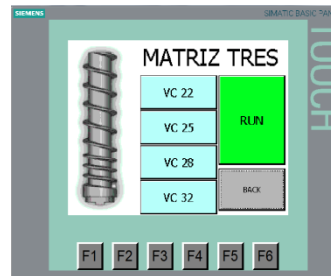 SIEMENS
SIMATIC BASIC PAN
TOUCH
MATRIZ TRES
VC 22
VC 25
VC 28
VC 32
RUN
BACK
F1 F2 F3 F4 F5 F6